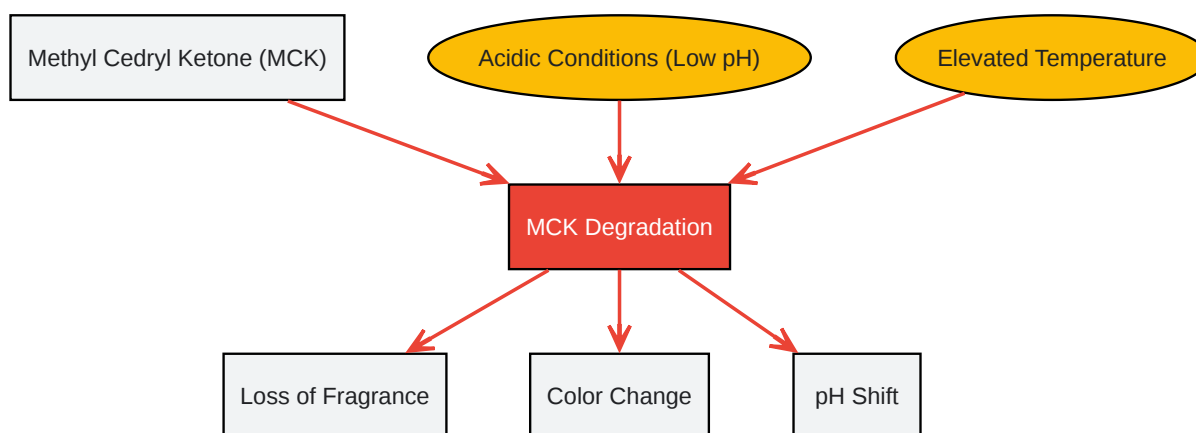 Methyl Cedryl Ketone (MCK)
Acidic Conditions (Low pH)
Elevated Temperature
MCK Degradation
Loss of Fragrance
Color Change
pH Shift